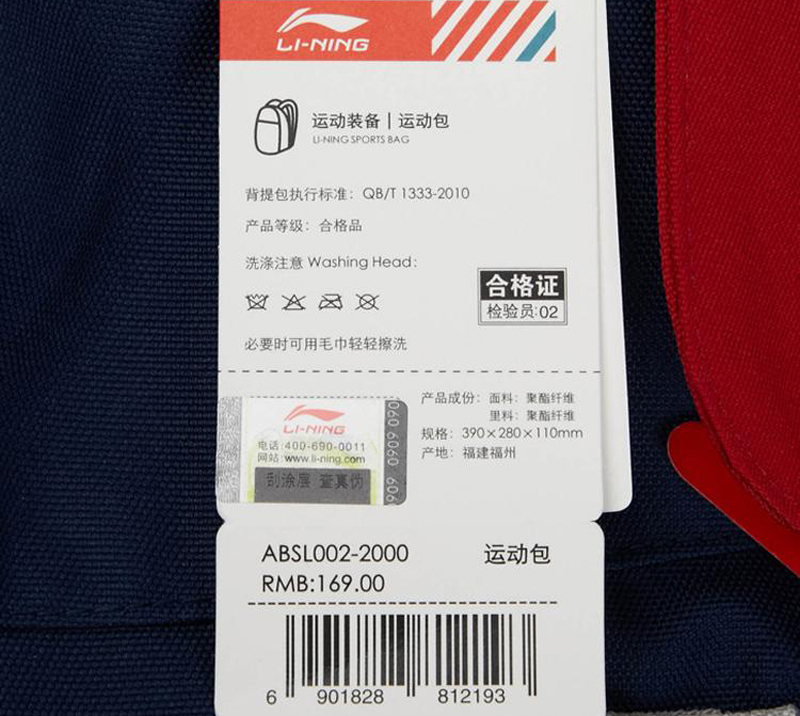 LI-NING
运动装备 | 运动包
LI-NING SPORTS BAG
背提包执行标准：QB/T 1333-2010
产品等级：合格品
洗涤注意 Washing Head：
合格证
检验员:02
必要时可用毛巾轻轻擦洗
产品成份：面料：聚酯纤维
里料：聚酯纤维
规格：390×280×110mm
产地：福建福州
LI-NING
电话:400-690-0011
网站:www.li-ning.com
刮涂层 查真伪
909 0909 090
ABSL002-2000 运动包
RMB:169.00
6 901828 812193